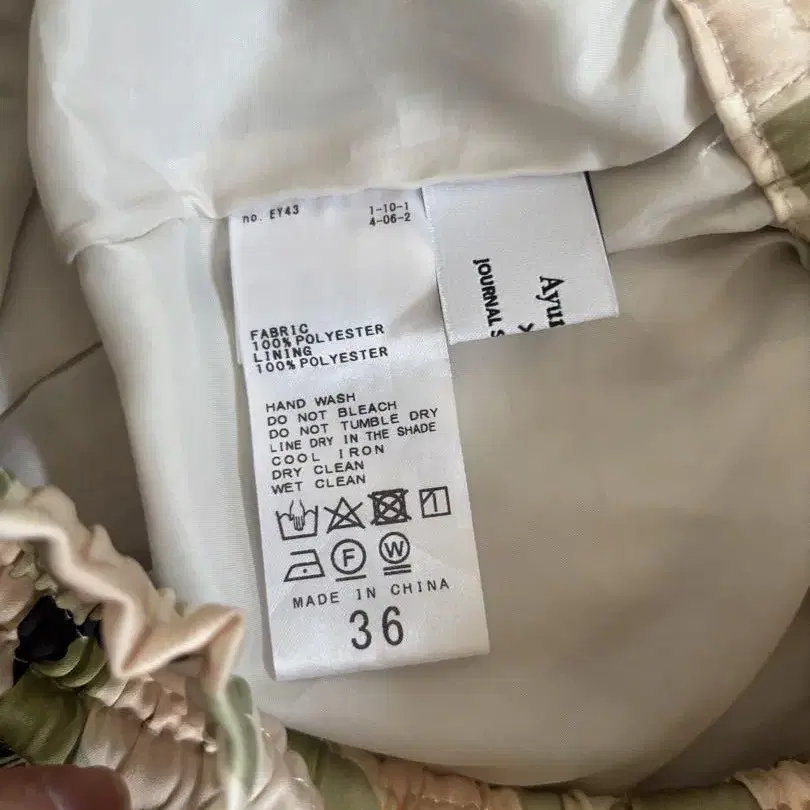 no. EY43
1-10-1
4-06-2
FABRIC
100% POLYESTER
LINING
100% POLYESTER
HAND WASH
DO NOT BLEACH
DO NOT TUMBLE DRY
LINE DRY IN THE SHADE
COOL IRON
DRY CLEAN
WET CLEAN
F W
MADE IN CHINA
36
JOURNAL S